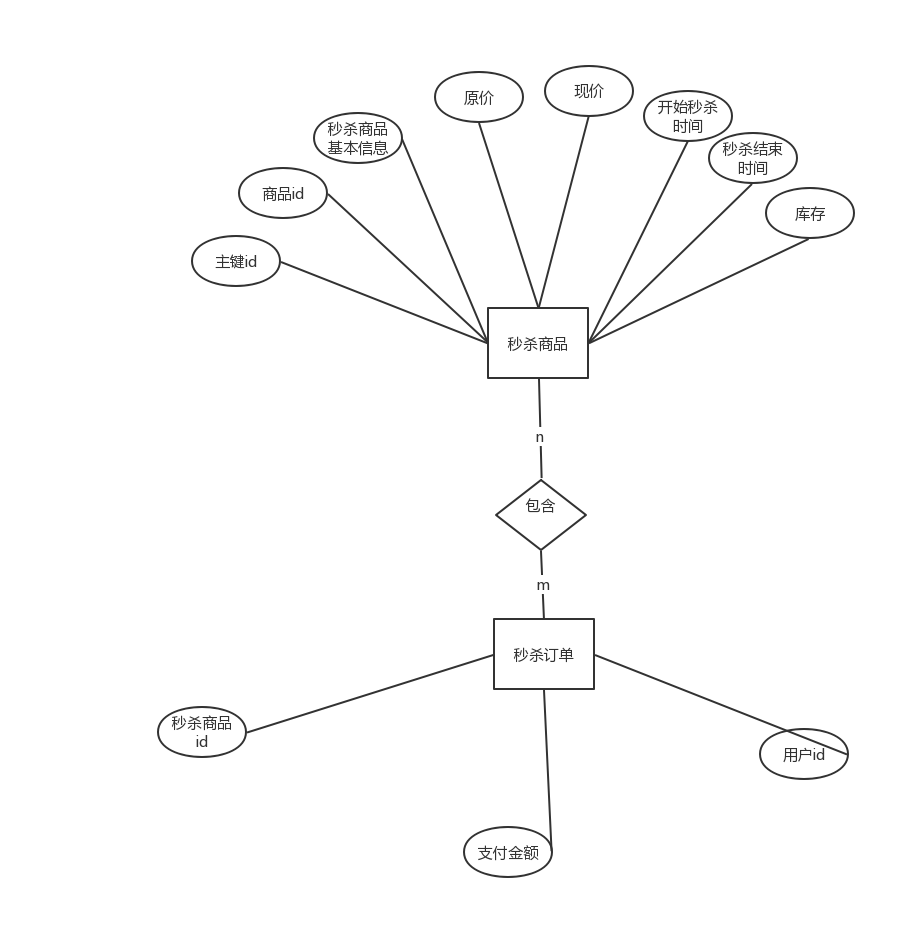 原价
现价
开始秒杀
时间
秒杀商品
基本信息
秒杀结束
时间
商品id
库存
主键id
秒杀商品
n
包含
m
秒杀订单
秒杀商品
id
用户id
支付金额